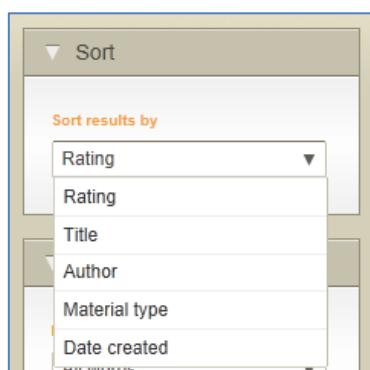 Sort
Sort results by
Rating
Rating
Title
Author
Material type
Date created